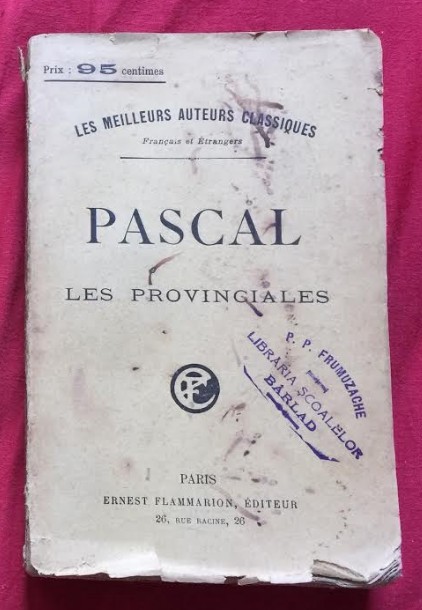 Prix : 95 centimes
LES MEILLEURS AUTEURS CLASSIQUES
Français et Étrangers
PASCAL
LES PROVINCIALES
P. P. FRUMUZACHE
LIBRARIA SCOALELOR
BARLAD
PARIS
ERNEST FLAMMARION, ÉDITEUR
26, RUE RACINE, 26